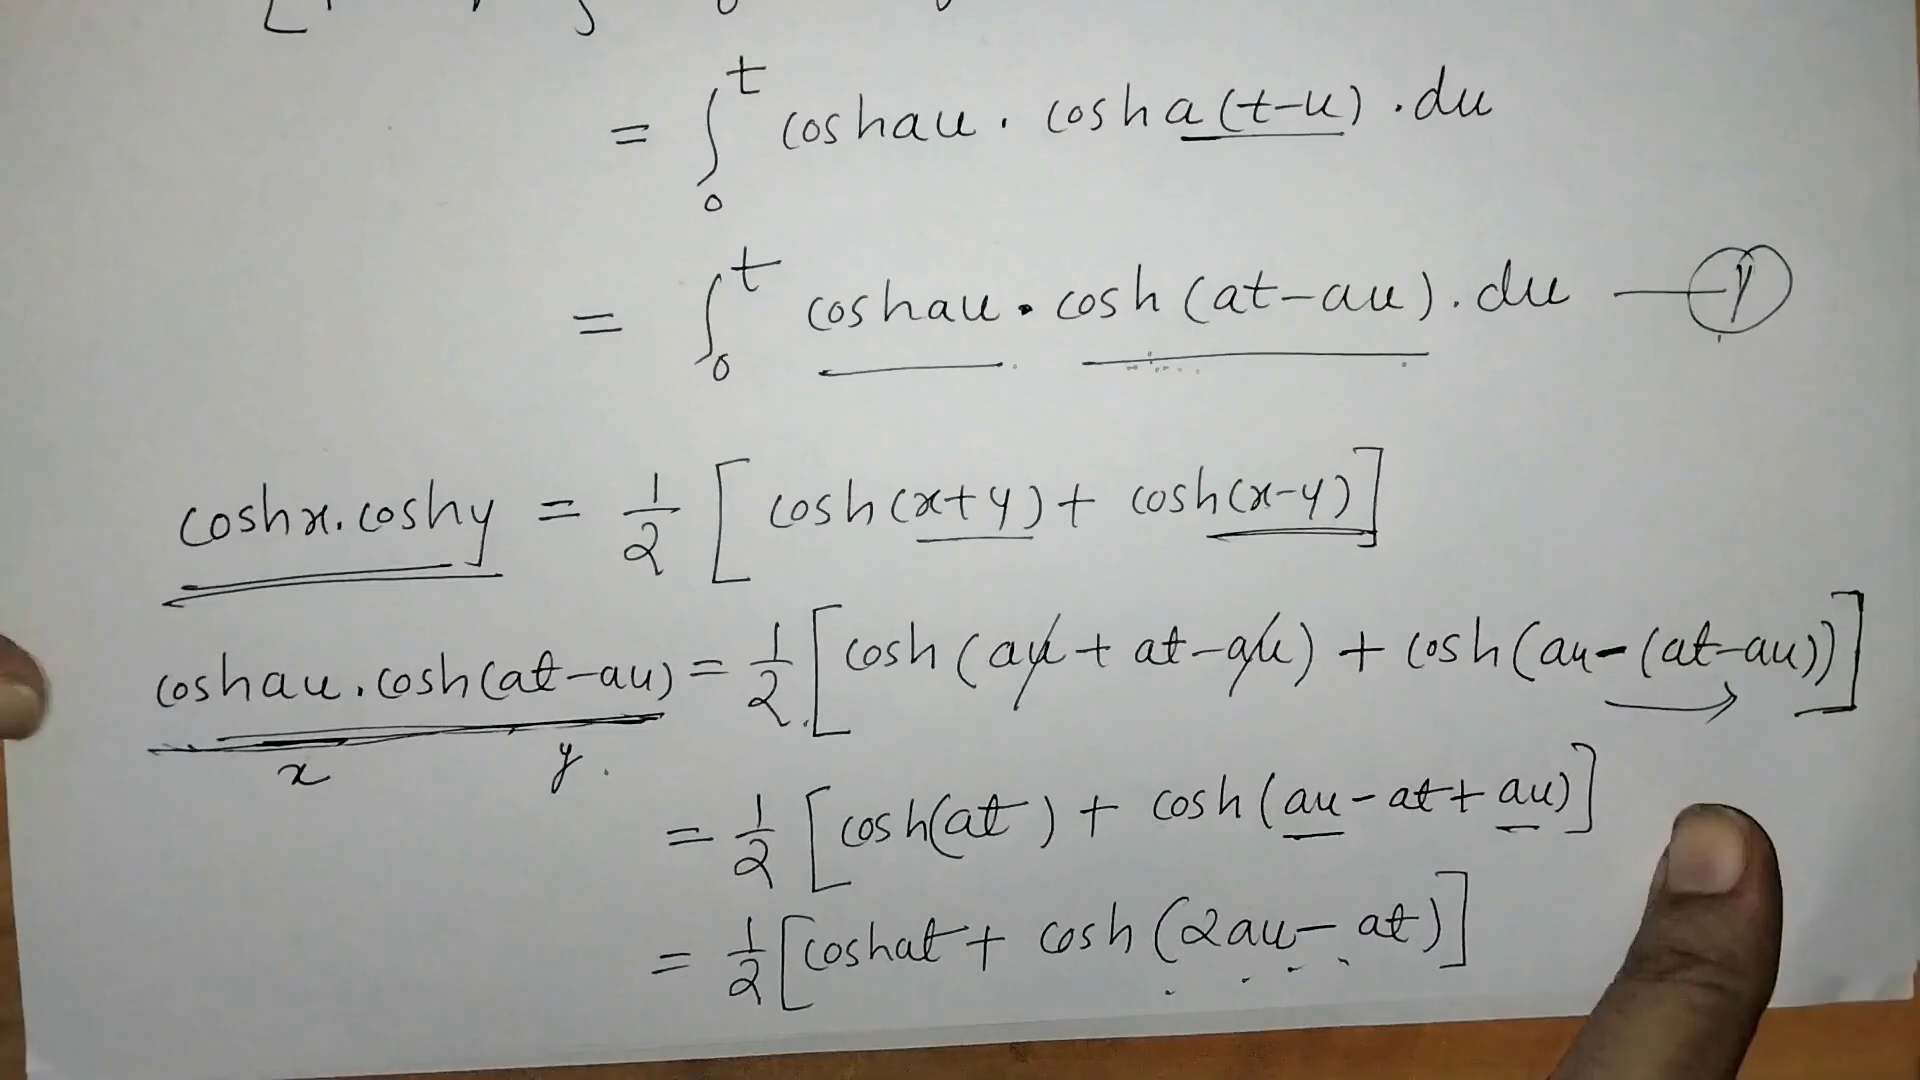 = ∫₀ᵗ coshau . cosh a(t-u) . du
= ∫₀ᵗ coshau . cosh(at-au) . du —
coshx.coshy = 1/2 [cosh(x+y) + cosh(x-y)]
coshau.cosh(at-au) = 1/2 [cosh(au + at-au) + cosh(au-(at-au))]
x y
= 1/2 [cosh(at) + cosh(au-at+au)]
= 1/2 [coshat + cosh(2au-at)]